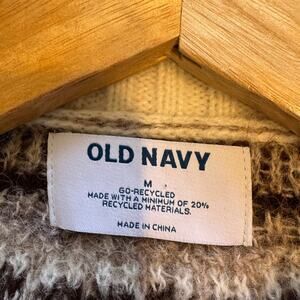 OLD NAVY
M
GO-RECYCLED
MADE WITH A MINIMUM OF 20%
RECYCLED MATERIALS.
MADE IN CHINA